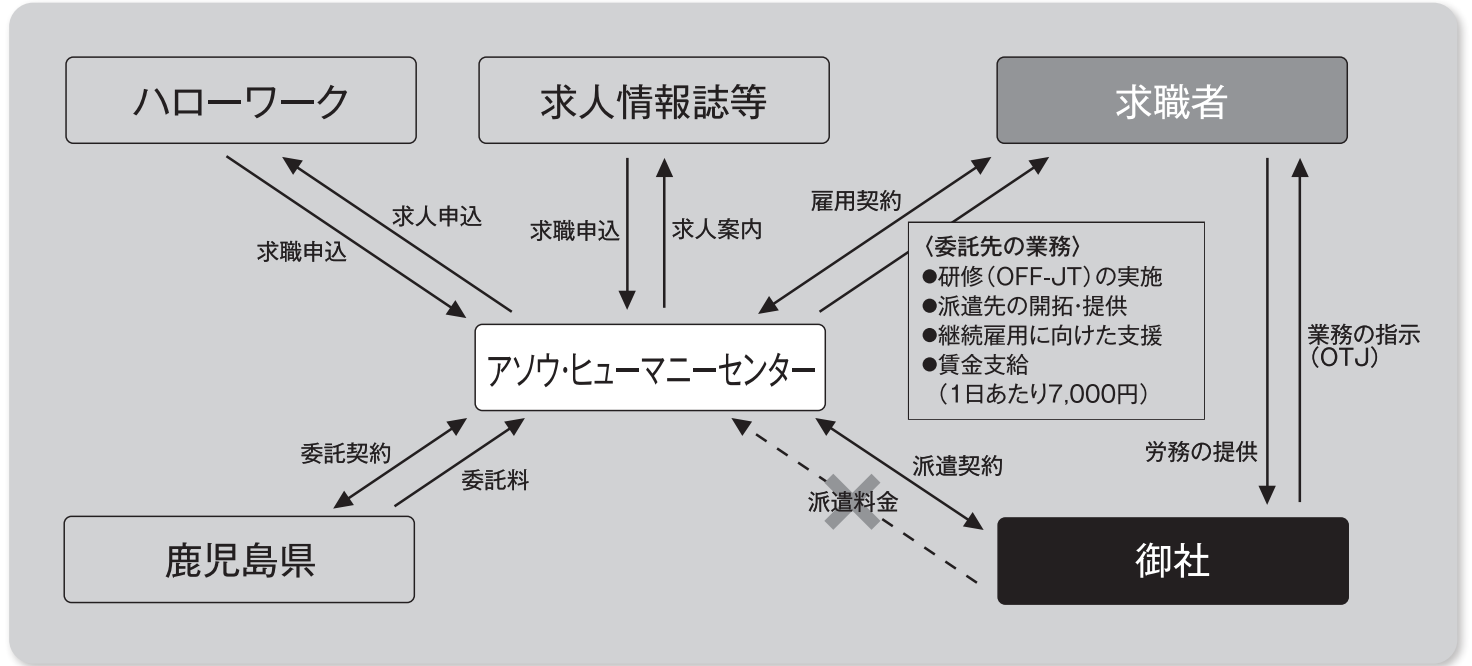 ハローワーク
求人情報誌等
求職者
雇用契約
求人申込
求職申込
求職申込
求人案内
〈委託先の業務〉
●研修（OFF-JT）の実施
●派遣先の開拓・提供
●継続雇用に向けた支援
●賃金支給
（1日あたり7,000円）
業務の指示
（OTJ）
アソウ・ヒューマニーセンター
委託契約
委託料
派遣契約
派遣料金
労務の提供
鹿児島県
御社